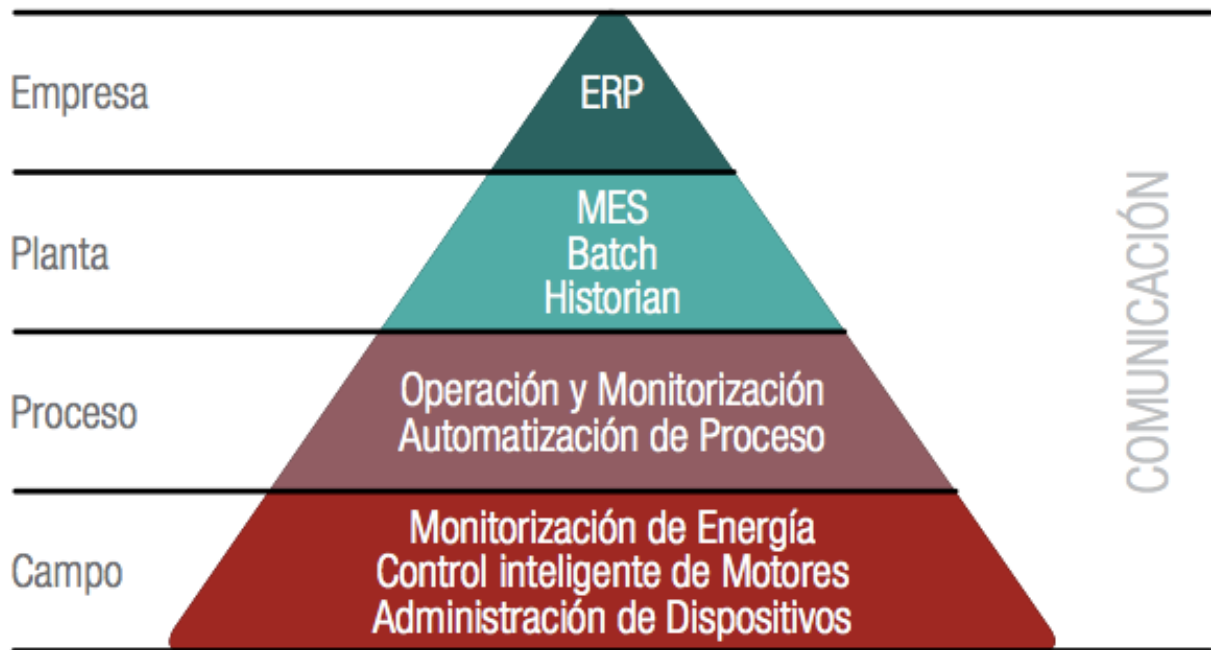 Empresa
ERP
Planta
MES
Batch
Historian
Proceso
Operación y Monitorización
Automatización de Proceso
Campo
Monitorización de Energía
Control inteligente de Motores
Administración de Dispositivos
COMUNICACIÓN